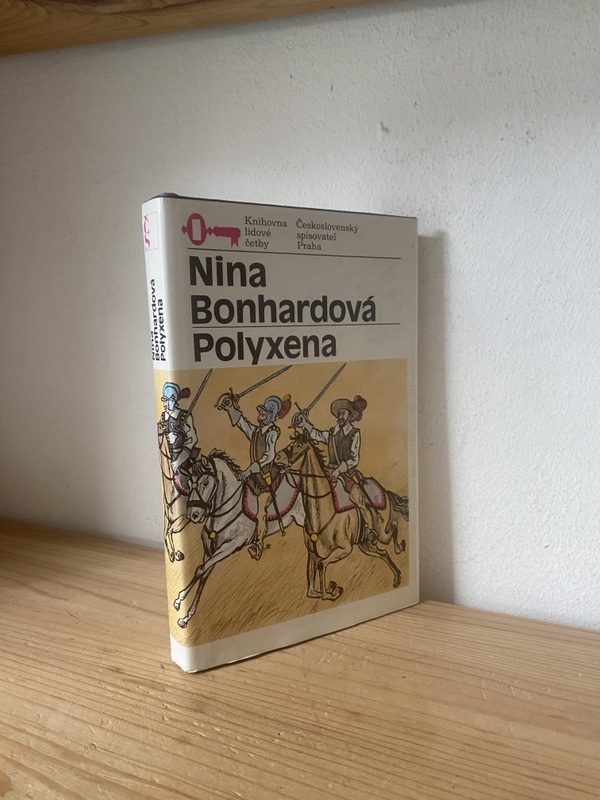 Knihovna
lidové
četby
Československý
spisovatel
Praha
Nina
Bonhardová
Polyxena
Nina
Bonhardová
Polyxena